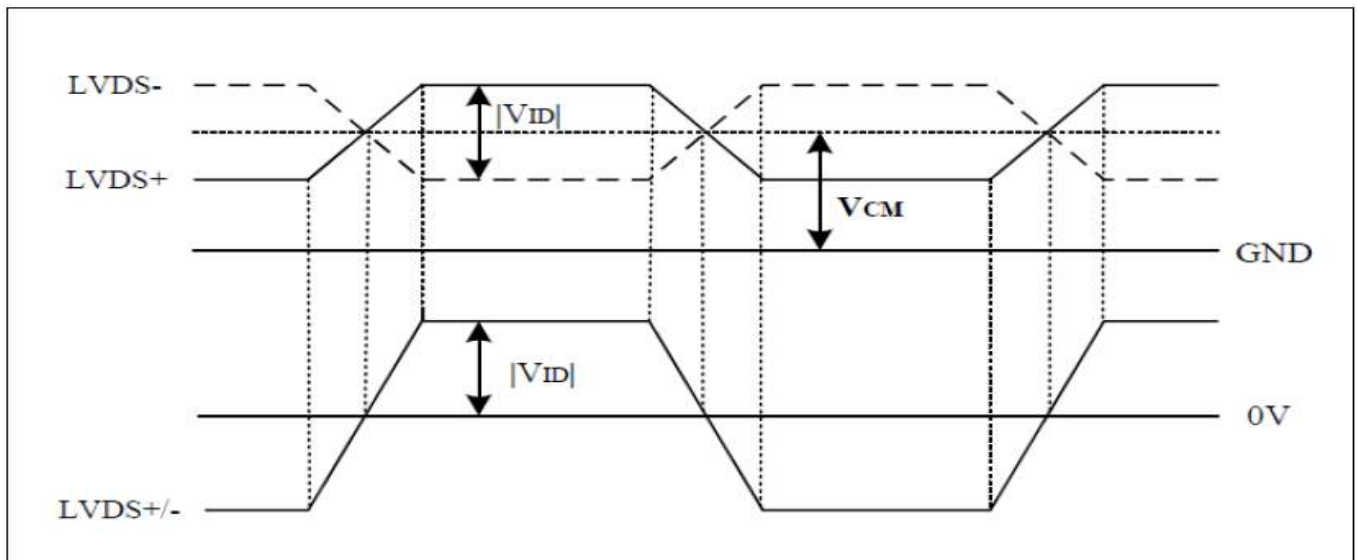 LVDS-
|VID|
LVDS+
VCM
GND
|VID|
0V
LVDS+/-